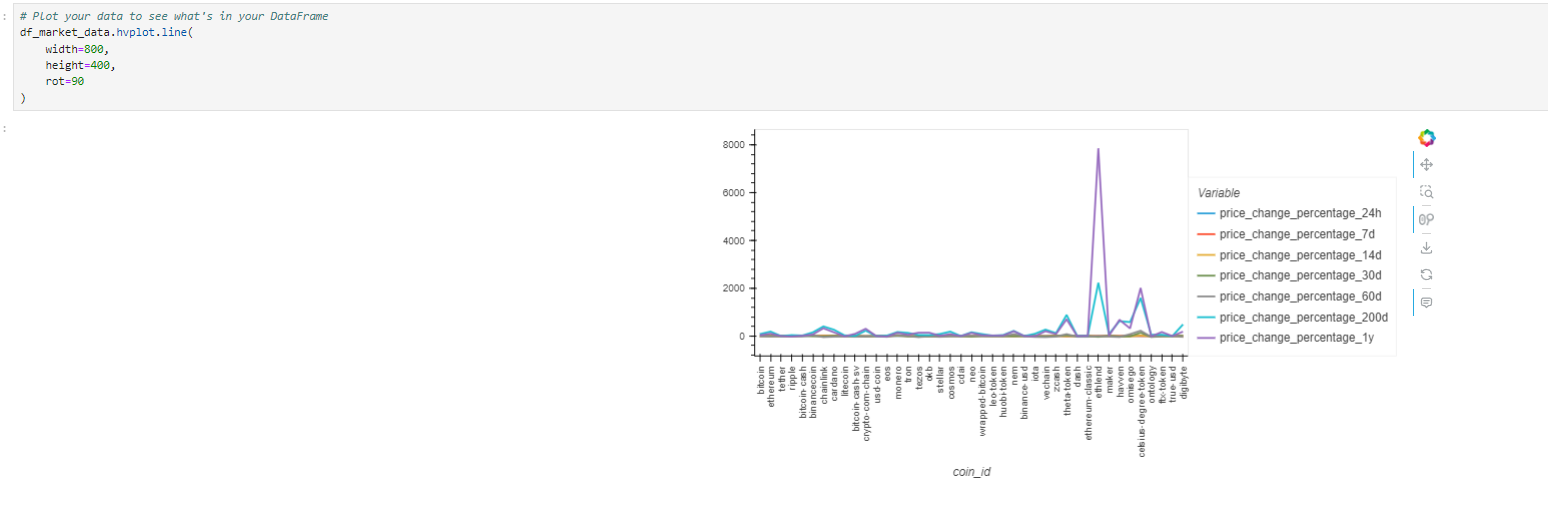 # Plot your data to see what's in your DataFrame
df_market_data.hvplot.line(
    width=800,
    height=400,
    rot=90
)
8000
6000
4000
2000
0
bitcoin
ethereum
tether
ripple
bitcoin-cash
binancecoin
chainlink
cardano
litecoin
bitcoin-cash-sv
crypto-com-chain
usd-coin
eos
monero
tron
tezos
okb
stellar
cosmos
cdai
neo
wrapped-bitcoin
leo-token
huobi-token
nem
binance-usd
iota
vechain
zcash
theta-token
dash
ethereum-classic
ethlend
maker
havven
omisego
celsius-degree-token
ontology
ftx-token
true-usd
digibyte
coin_id
Variable
price_change_percentage_24h
price_change_percentage_7d
price_change_percentage_14d
price_change_percentage_30d
price_change_percentage_60d
price_change_percentage_200d
price_change_percentage_1y